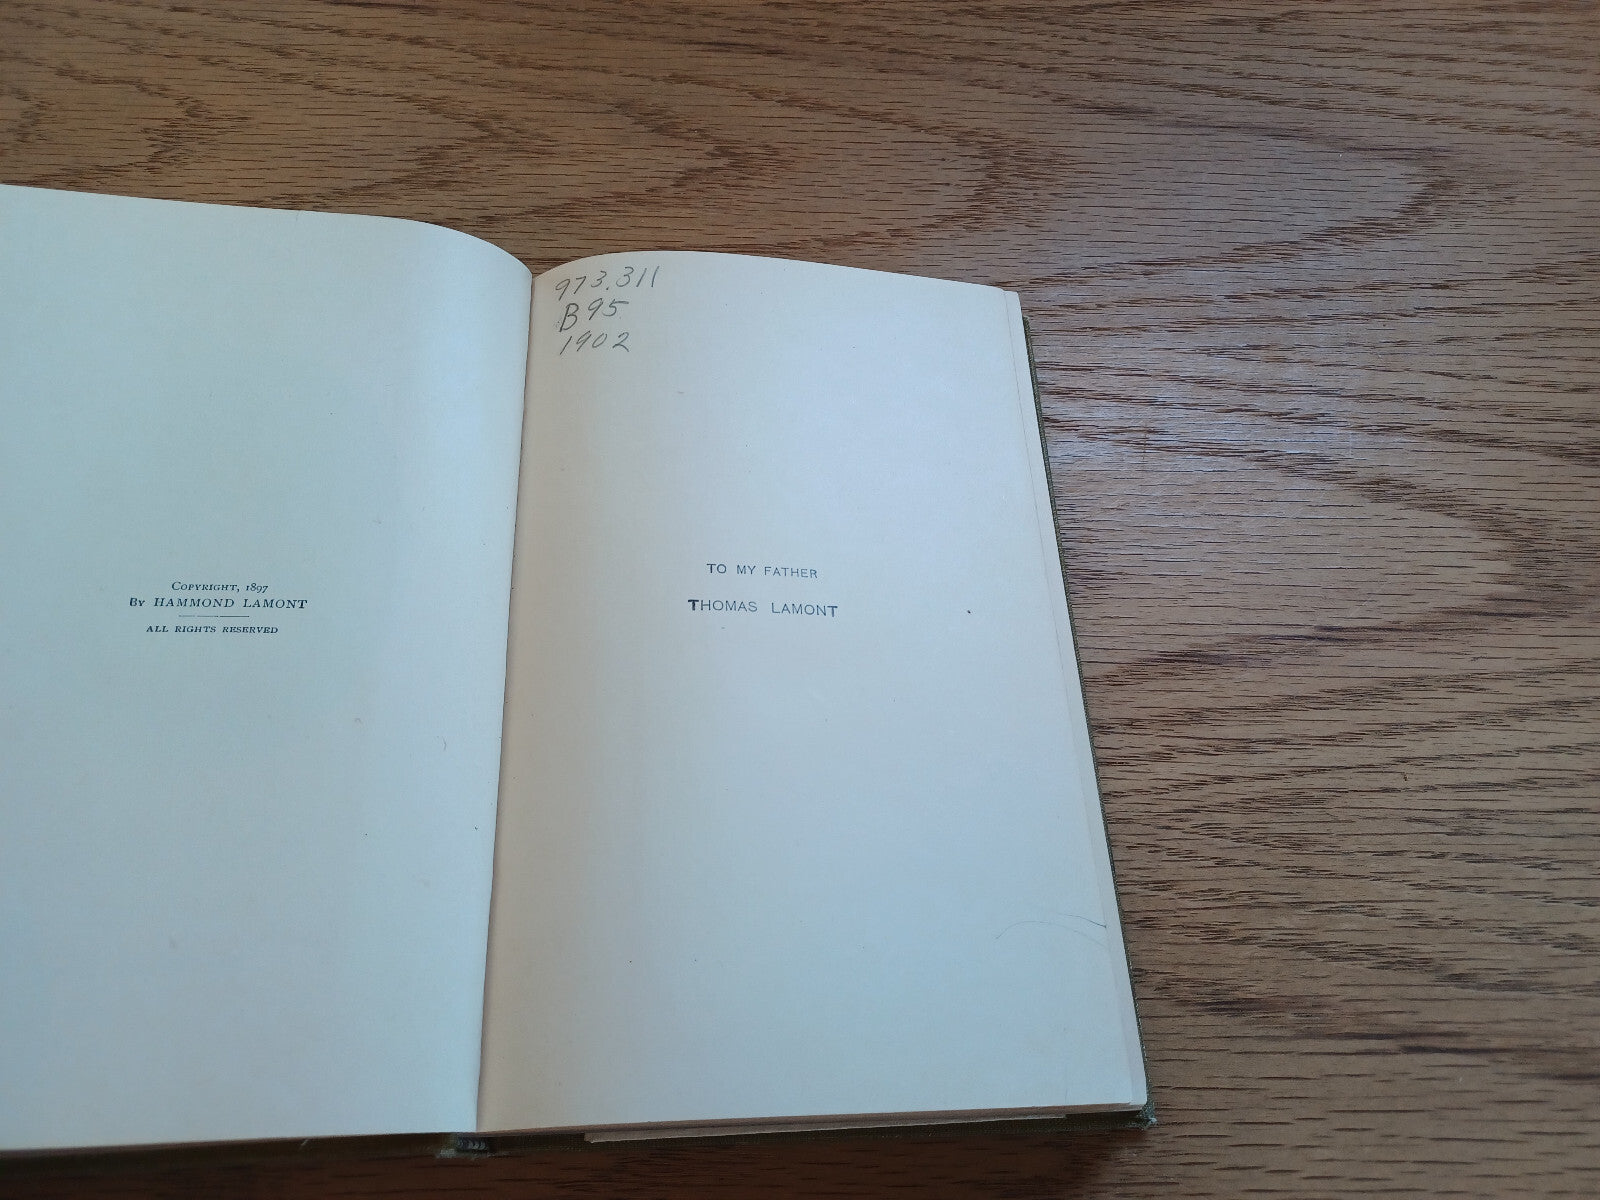 COPYRIGHT, 1897
BY HAMMOND LAMONT
ALL RIGHTS RESERVED
973.311
B95
1902
TO MY FATHER
THOMAS LAMONT